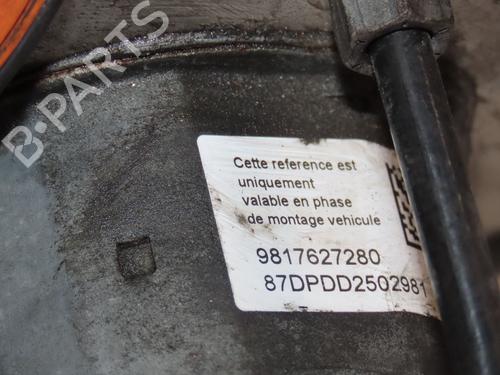 B-PARTS
Cette reference est
uniquement
valable en phase
de montage vehicule
9817627280
87DPDD2502981